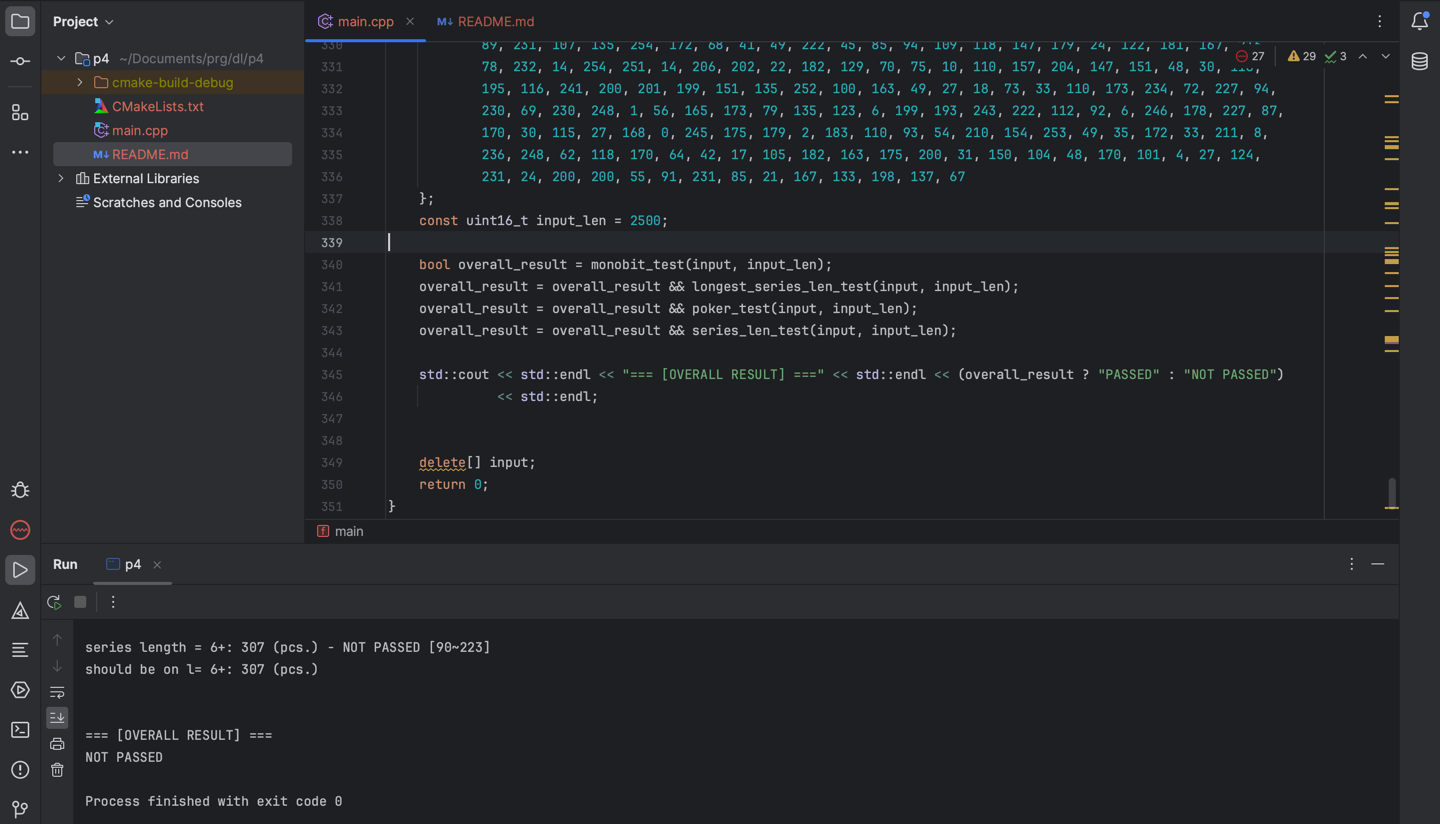 Project
main.cpp
README.md
p4 ~/Documents/prg/dl/p4
cmake-build-debug
CMakeLists.txt
main.cpp
README.md
External Libraries
Scratches and Consoles
27 29 3
330 89, 231, 107, 135, 254, 172, 68, 41, 49, 222, 45, 85, 94, 109, 118, 147, 179, 24, 122, 181, 167,
331 78, 232, 14, 254, 251, 14, 206, 202, 22, 182, 129, 70, 75, 10, 110, 157, 204, 147, 151, 48, 30,
332 195, 116, 241, 200, 201, 199, 151, 135, 252, 100, 163, 49, 27, 18, 73, 33, 110, 173, 234, 72, 227, 94,
333 230, 69, 230, 248, 1, 56, 165, 173, 79, 135, 123, 6, 199, 193, 243, 222, 112, 92, 6, 246, 178, 227, 87,
334 170, 30, 115, 27, 168, 0, 245, 175, 179, 2, 183, 110, 93, 54, 210, 154, 253, 49, 35, 172, 33, 211, 8,
335 236, 248, 62, 118, 170, 64, 42, 17, 105, 182, 163, 175, 200, 31, 150, 104, 48, 170, 101, 4, 27, 124,
336 231, 24, 200, 200, 55, 91, 231, 85, 21, 167, 133, 198, 137, 67
337 };
338 const uint16_t input_len = 2500;
339
340 bool overall_result = monobit_test(input, input_len);
341 overall_result = overall_result && longest_series_len_test(input, input_len);
342 overall_result = overall_result && poker_test(input, input_len);
343 overall_result = overall_result && series_len_test(input, input_len);
344
345 std::cout << std::endl << "=== [OVERALL RESULT] ===" << std::endl << (overall_result ? "PASSED" : "NOT PASSED")
346 << std::endl;
347
348
349 delete[] input;
350 return 0;
351 }
main
Run p4
series length = 6+: 307 (pcs.) - NOT PASSED [90~223]
should be on l= 6+: 307 (pcs.)
=== [OVERALL RESULT] ===
NOT PASSED
Process finished with exit code 0